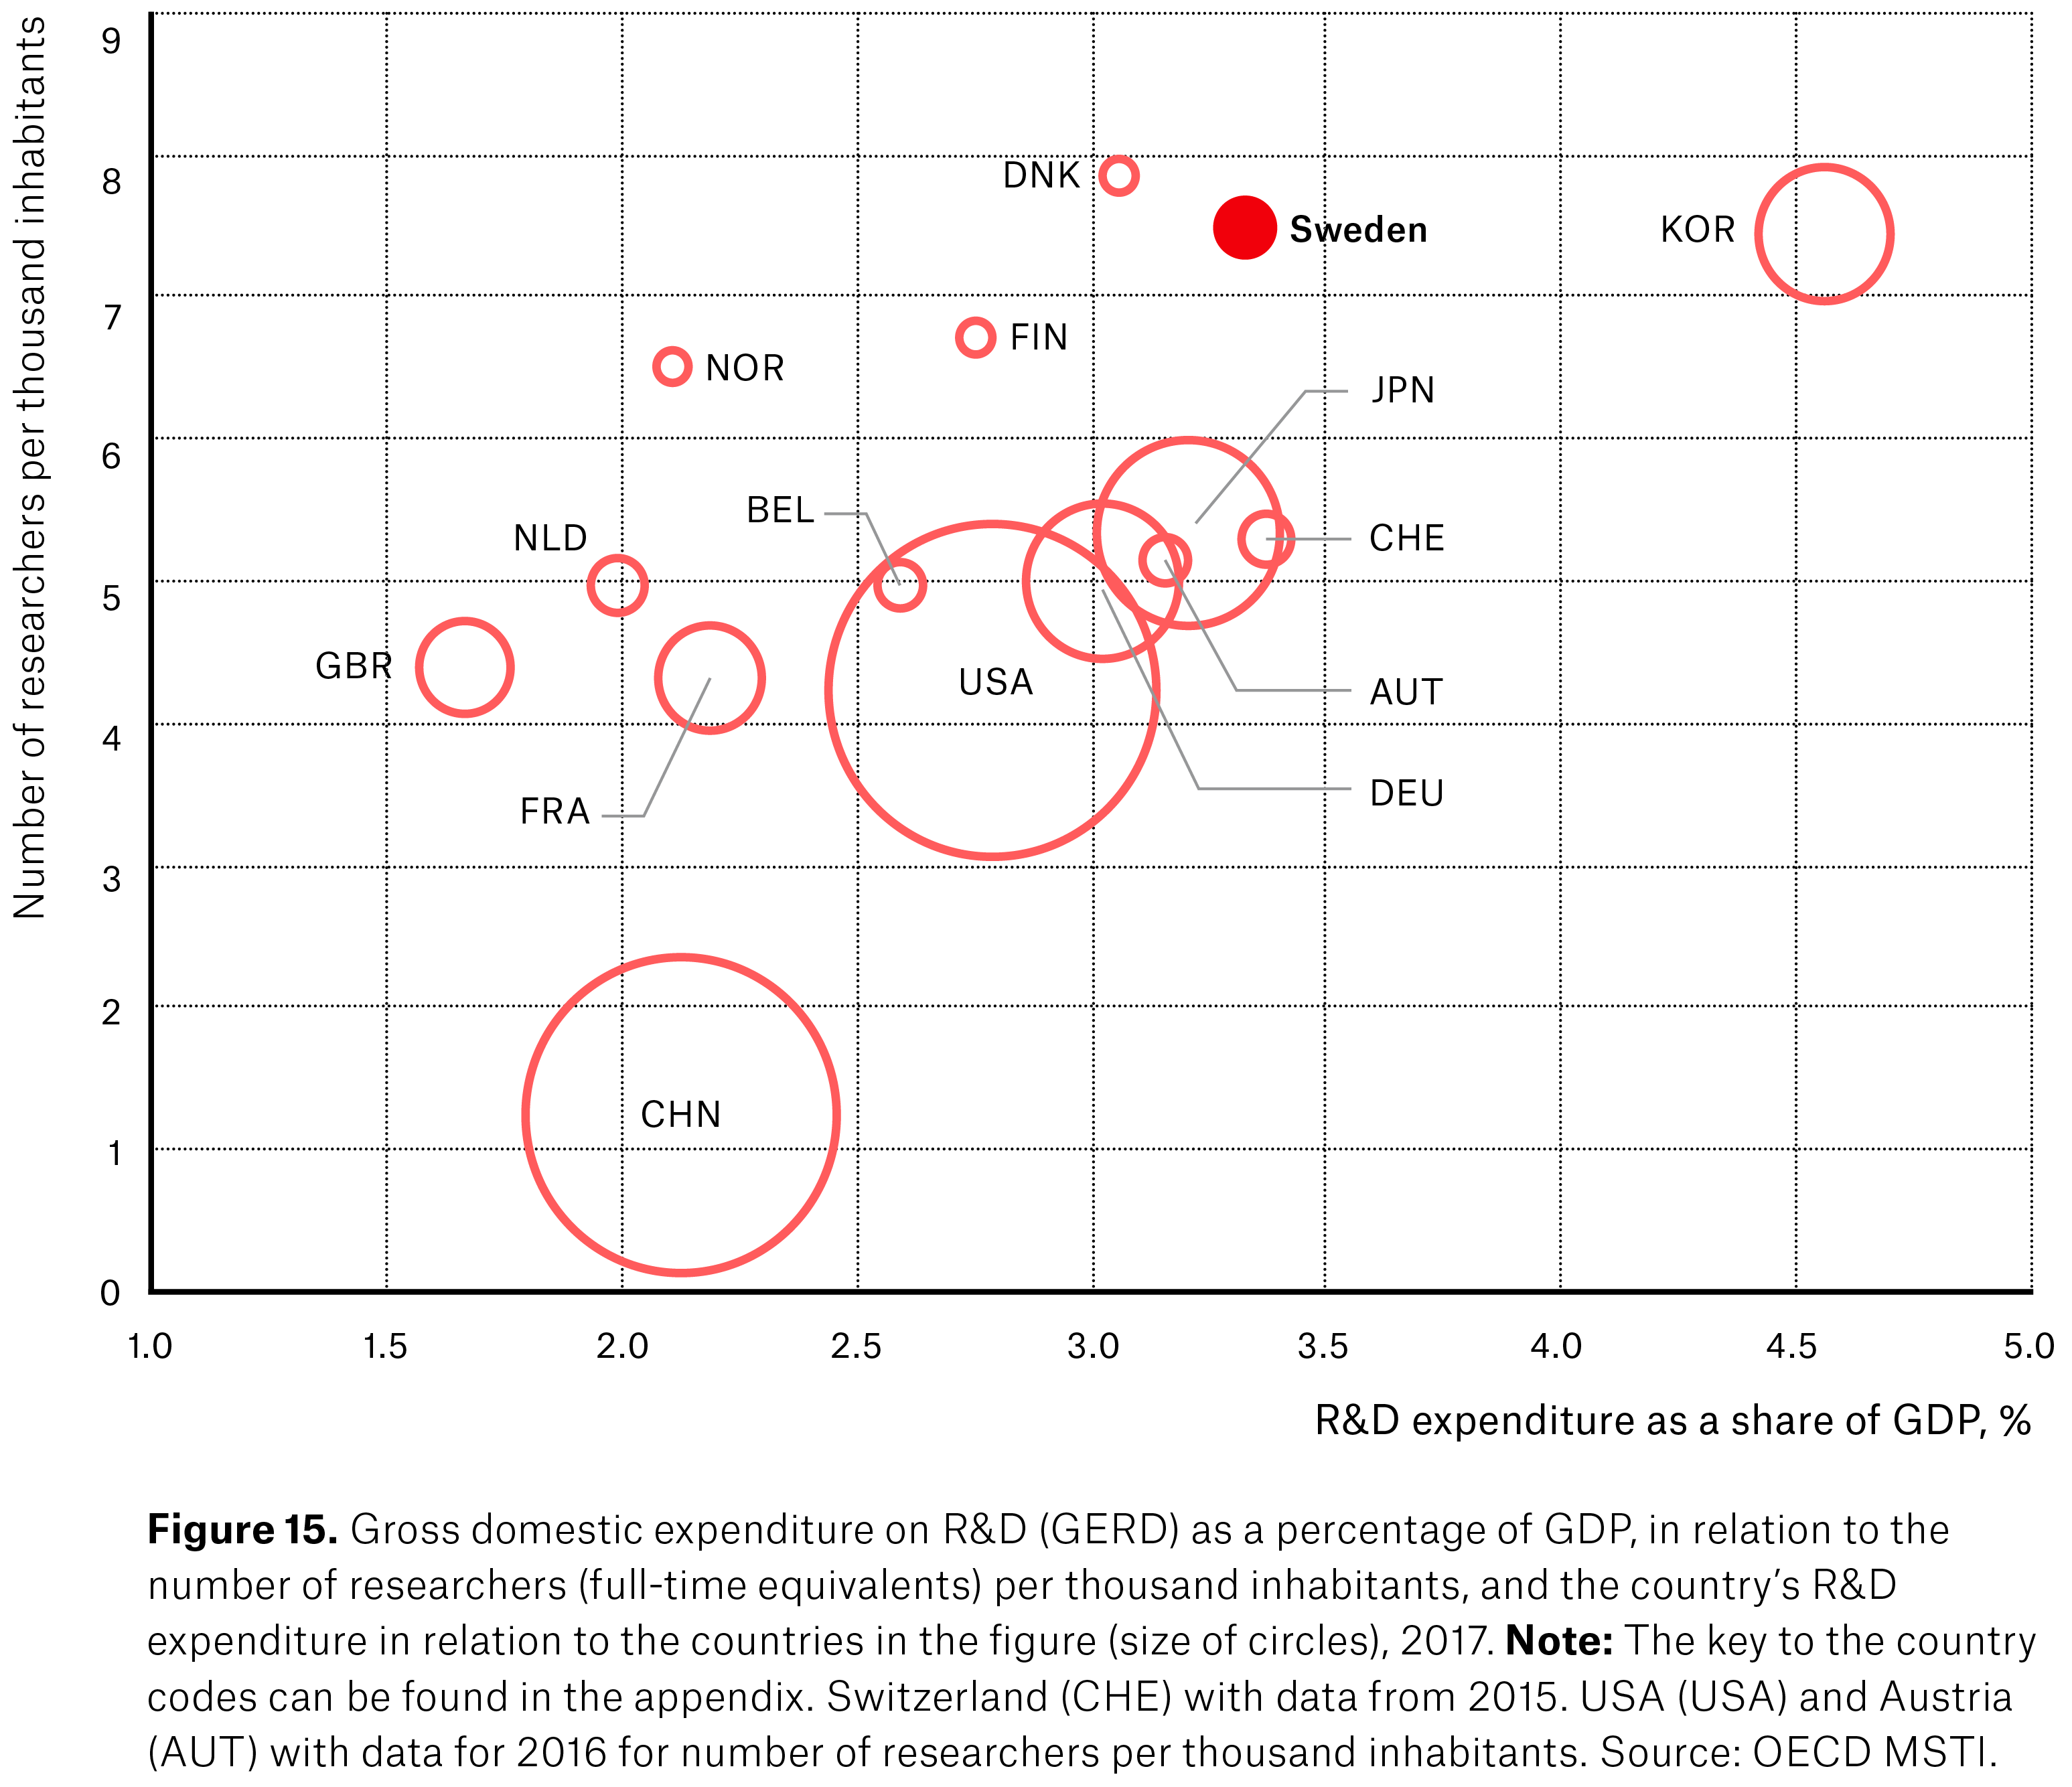 Number of researchers per thousand inhabitants
9
8
7
6
5
4
3
2
1
0
DNK
Sweden
KOR
FIN
NOR
JPN
BEL
NLD
CHE
GBR
USA
AUT
FRA
DEU
CHN
1.0 1.5 2.0 2.5 3.0 3.5 4.0 4.5 5.0
R&D expenditure as a share of GDP, %
Figure 15. Gross domestic expenditure on R&D (GERD) as a percentage of GDP, in relation to the
number of researchers (full-time equivalents) per thousand inhabitants, and the country’s R&D
expenditure in relation to the countries in the figure (size of circles), 2017. Note: The key to the country
codes can be found in the appendix. Switzerland (CHE) with data from 2015. USA (USA) and Austria
(AUT) with data for 2016 for number of researchers per thousand inhabitants. Source: OECD MSTI.